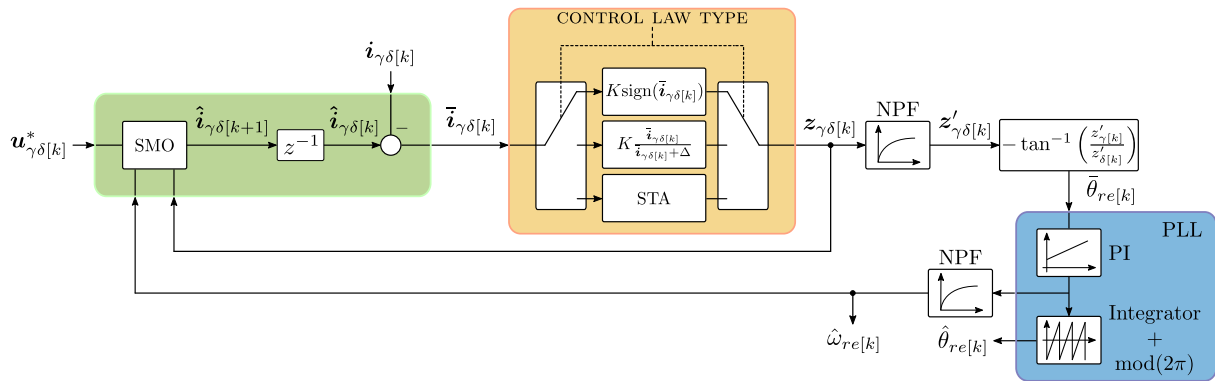 CONTROL LAW TYPE
i_{γδ[k]}
u^*_{γδ[k]}
SMO
î_{γδ[k+1]}
z^{-1}
î_{γδ[k]}
−
ī_{γδ[k]}
Ksign(ī_{γδ[k]})
K ī_{γδ[k]} / (ī_{γδ[k]}+Δ)
STA
z_{γδ[k]}
NPF
z'_{γδ[k]}
− tan^{-1} (z'_{γ[k]} / z'_{δ[k]})
θ̄_{re[k]}
PLL
PI
NPF
Integrator
+
mod(2π)
ω̂_{re[k]}
θ̂_{re[k]}